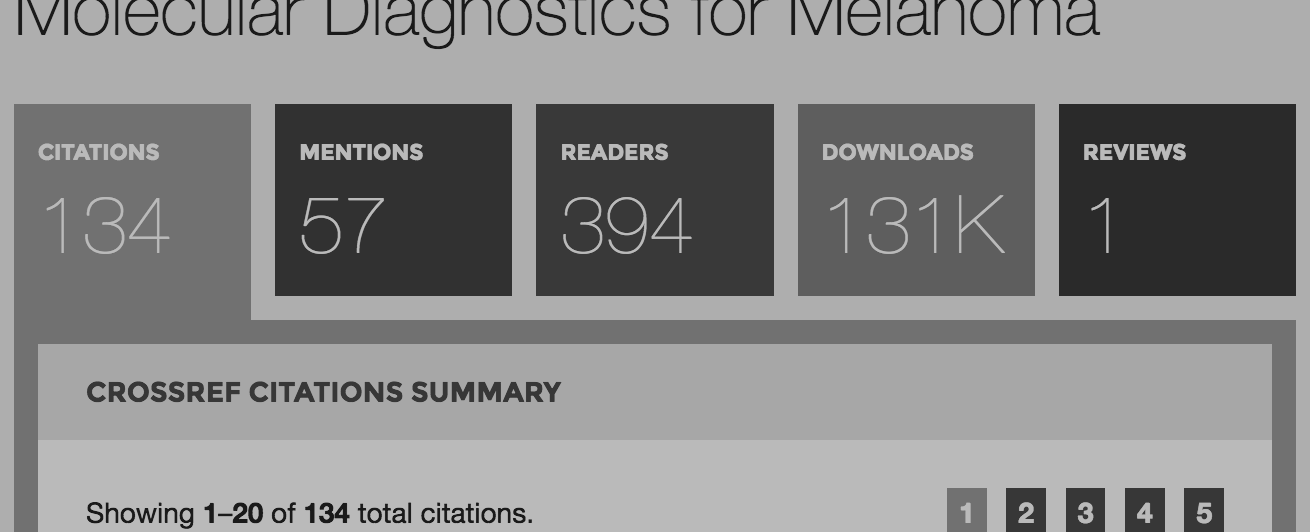 Molecular Diagnostics for Melanoma
CITATIONS
134
MENTIONS
57
READERS
394
DOWNLOADS
131K
REVIEWS
1
CROSSREF CITATIONS SUMMARY
Showing 1–20 of 134 total citations.
1 2 3 4 5